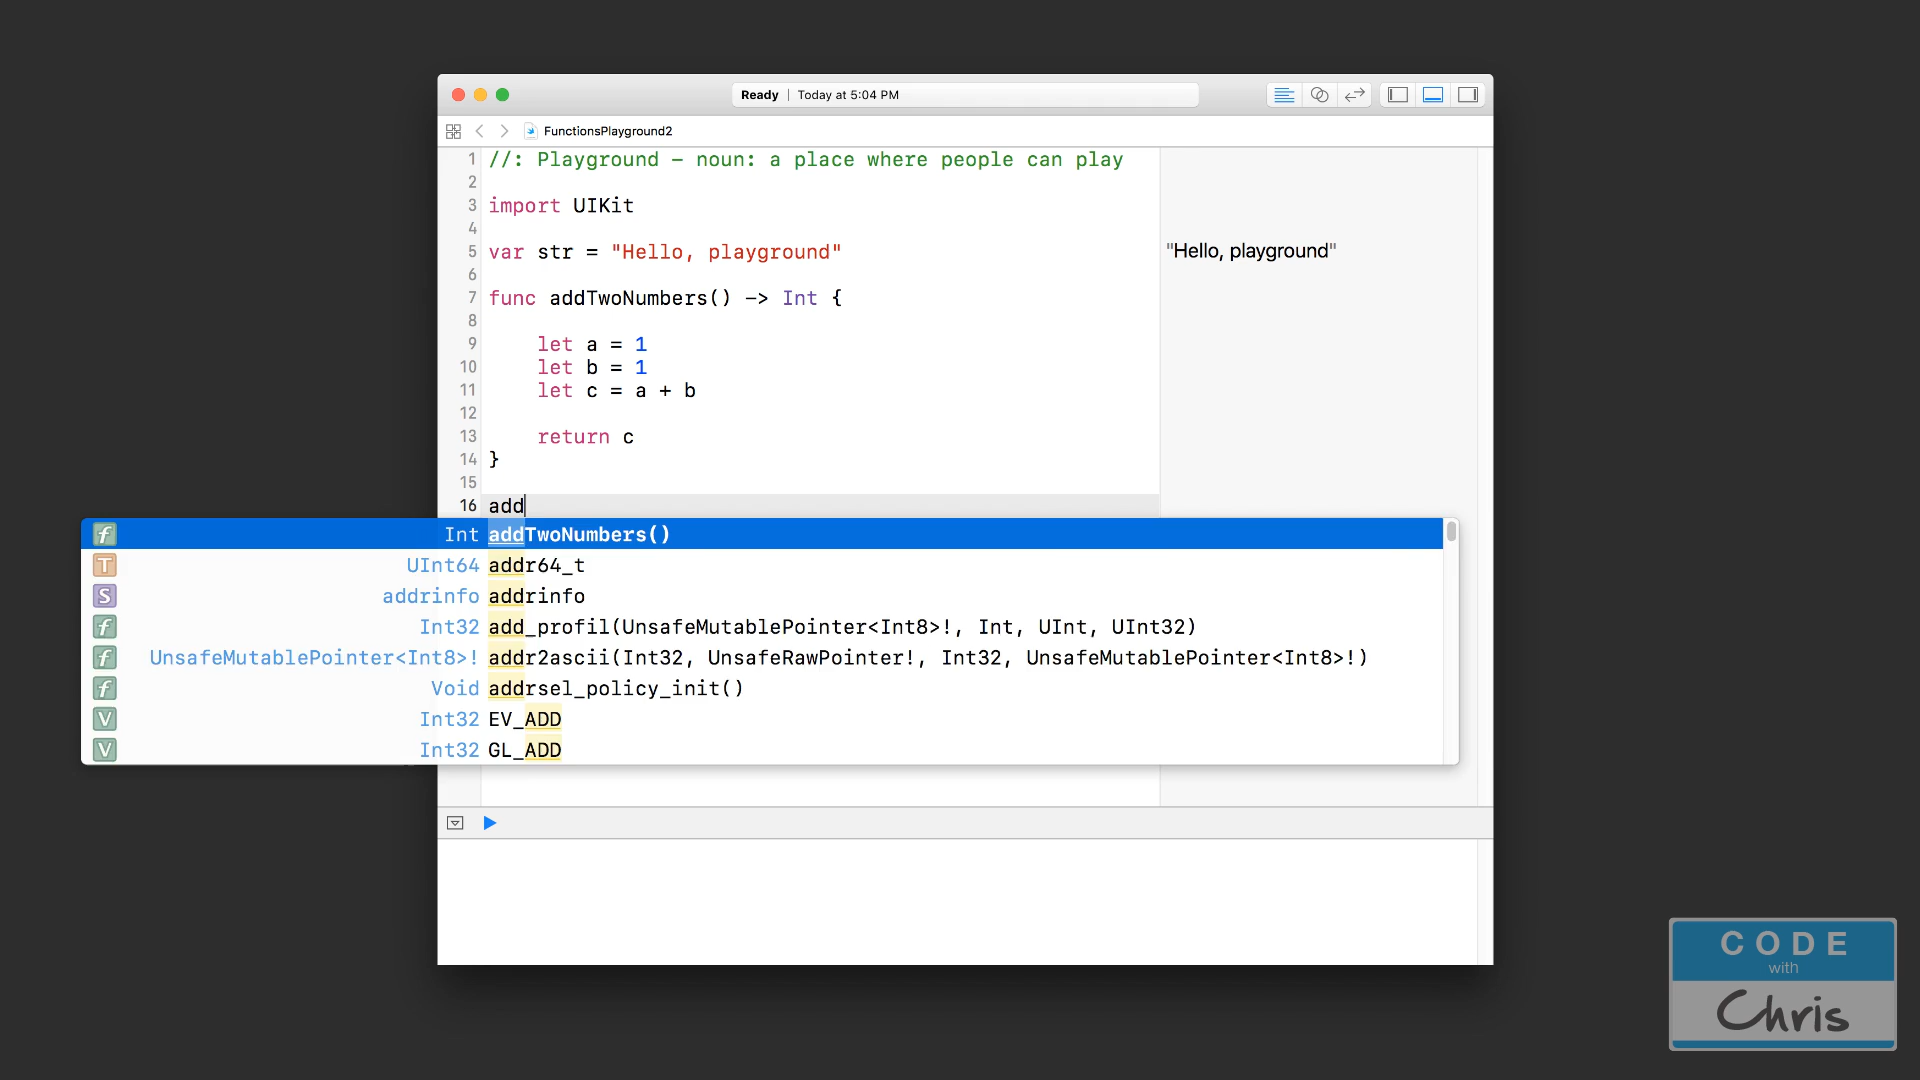 Ready | Today at 5:04 PM
FunctionsPlayground2
1 //: Playground – noun: a place where people can play
2
3 import UIKit
4
5 var str = "Hello, playground"
"Hello, playground"
6
7 func addTwoNumbers() -> Int {
8
9 let a = 1
10 let b = 1
11 let c = a + b
12
13 return c
14 }
15
16 add
f Int addTwoNumbers()
T UInt64 addr64_t
S addrinfo addrinfo
f Int32 add_profil(UnsafeMutablePointer<Int8>!, Int, UInt, UInt32)
f UnsafeMutablePointer<Int8>! addr2ascii(Int32, UnsafeRawPointer!, Int32, UnsafeMutablePointer<Int8>!)
f Void addrsel_policy_init()
V Int32 EV_ADD
V Int32 GL_ADD
CODE
with
Chris